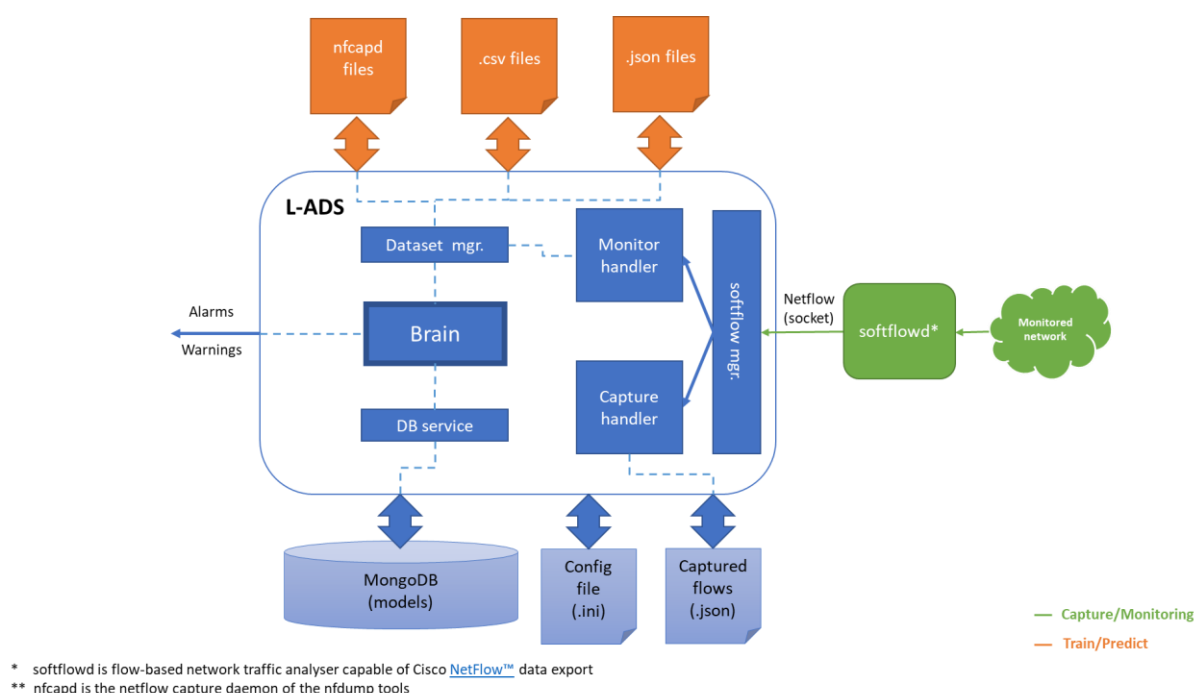 nfcapd
files
.csv files
.json files
L-ADS
Dataset mgr.
Monitor
handler
softflow mgr.
Netflow
(socket)
softflowd*
Monitored
network
Alarms
Warnings
Brain
Capture
handler
DB service
MongoDB
(models)
Config
file
(.ini)
Captured
flows
(.json)
Capture/Monitoring
Train/Predict
* softflowd is flow-based network traffic analyser capable of Cisco NetFlow™ data export
** nfcapd is the netflow capture daemon of the nfdump tools